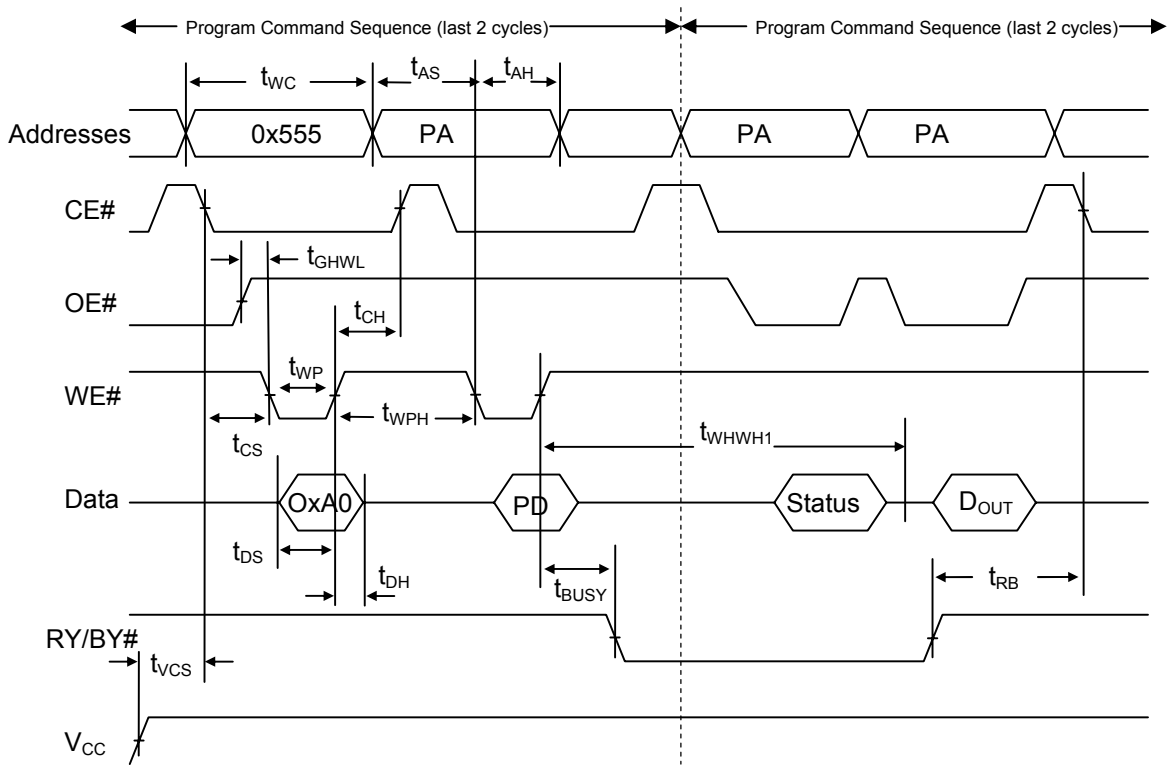 Program Command Sequence (last 2 cycles) Program Command Sequence (last 2 cycles)
tWC tAS tAH
Addresses 0x555 PA PA PA
CE#
tGHWL
OE#
tCH
tWP
WE#
tWPH
tCS tWHWH1
Data OxA0 PD Status DOUT
tDS tDH tBUSY tRB
RY/BY#
tVCS
VCC